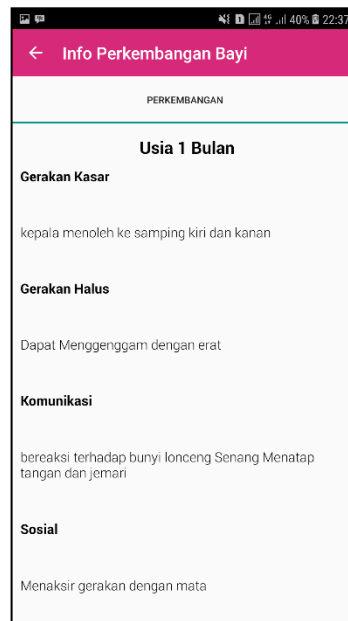 40% 22:37
Info Perkembangan Bayi
PERKEMBANGAN
Usia 1 Bulan
Gerakan Kasar
kepala menoleh ke samping kiri dan kanan
Gerakan Halus
Dapat Menggenggam dengan erat
Komunikasi
bereaksi terhadap bunyi lonceng Senang Menatap
tangan dan jemari
Sosial
Menaksir gerakan dengan mata